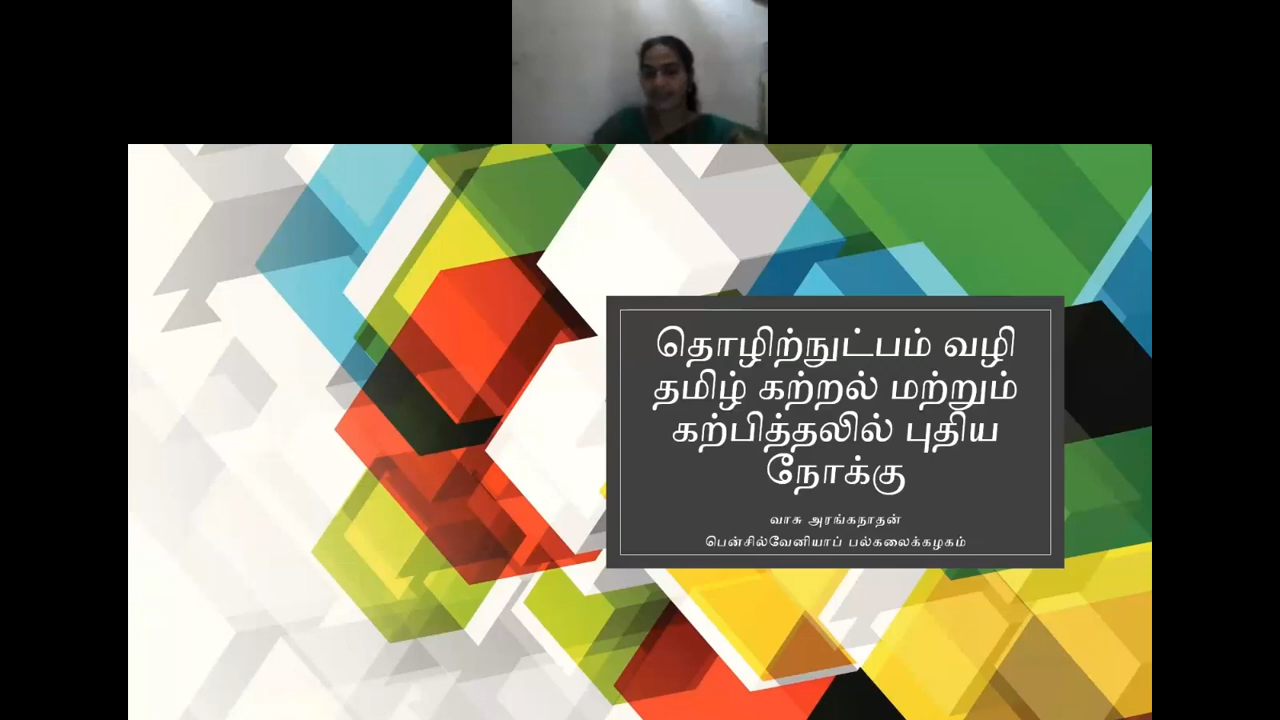 தொழிற்நுட்பம் வழி
தமிழ் கற்றல் மற்றும்
கற்பித்தலில் புதிய
நோக்கு
வாசு அரங்கநாதன்
பென்சில்வேனியாப் பல்கலைக்கழகம்